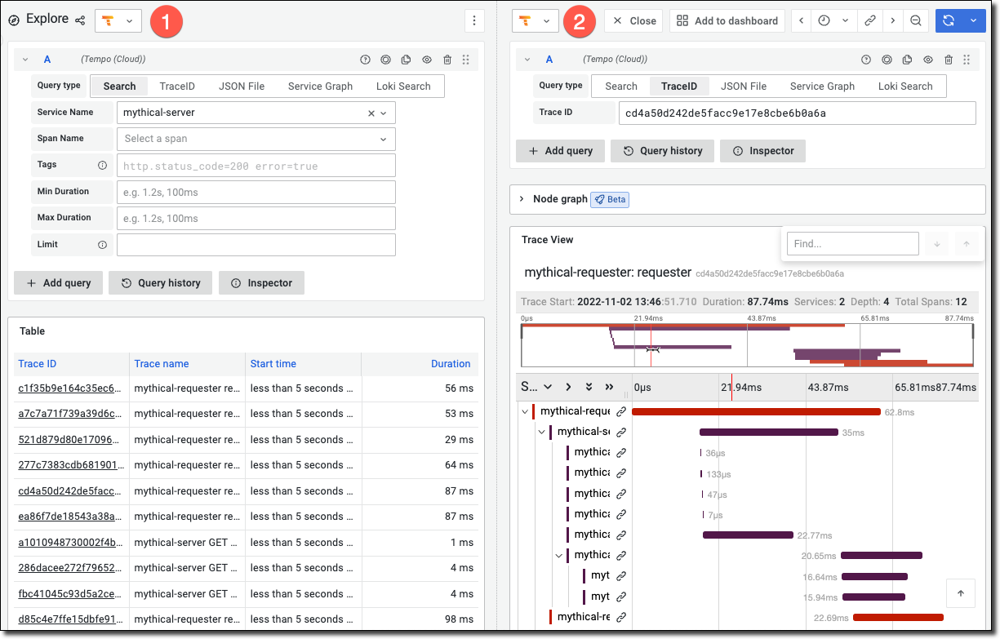 Explore
1
A (Tempo (Cloud))
Query type Search TraceID JSON File Service Graph Loki Search
Service Name mythical-server
Span Name Select a span
Tags http.status_code=200 error=true
Min Duration e.g. 1.2s, 100ms
Max Duration e.g. 1.2s, 100ms
Limit
Add query Query history Inspector
Table
Trace ID Trace name Start time Duration
c1f35b9e164c35ec6... mythical-requester re... less than 5 seconds ... 56 ms
a7c7a71f739a39d6c... mythical-requester re... less than 5 seconds ... 53 ms
521d879d80e17096... mythical-requester re... less than 5 seconds ... 29 ms
277c7383cdb681901... mythical-requester re... less than 5 seconds ... 64 ms
cd4a50d242de5facc... mythical-requester re... less than 5 seconds ... 87 ms
ea86f7de18543a38a... mythical-requester re... less than 5 seconds ... 87 ms
a1010948730002f4b... mythical-server GET ... less than 5 seconds ... 1 ms
286dacee272f79652... mythical-server GET ... less than 5 seconds ... 4 ms
fbc41045c93d5a2ce... mythical-server GET ... less than 5 seconds ... 4 ms
d85c4e7ffe15dbfe91... mythical-requester re... less than 5 seconds ... 98 ms
2 Close Add to dashboard
A (Tempo (Cloud))
Query type Search TraceID JSON File Service Graph Loki Search
Trace ID cd4a50d242de5facc9e17e8cbe6b0a6a
Add query Query history Inspector
Node graph Beta
Trace View Find...
mythical-requester: requester cd4a50d242de5facc9e17e8cbe6b0a6a
Trace Start: 2022-11-02 13:46:51.710 Duration: 87.74ms Services: 2 Depth: 4 Total Spans: 12
0μs 21.94ms 43.87ms 65.81ms 87.74ms
S... 0μs 21.94ms 43.87ms 65.81ms 87.74ms
mythical-reque 62.8ms
mythical-se 35ms
mythica 36μs
mythica 133μs
mythica 47μs
mythica 7μs
mythica 22.77ms
mythica 20.65ms
myt 16.64ms
myt 15.94ms
mythical-re 22.69ms